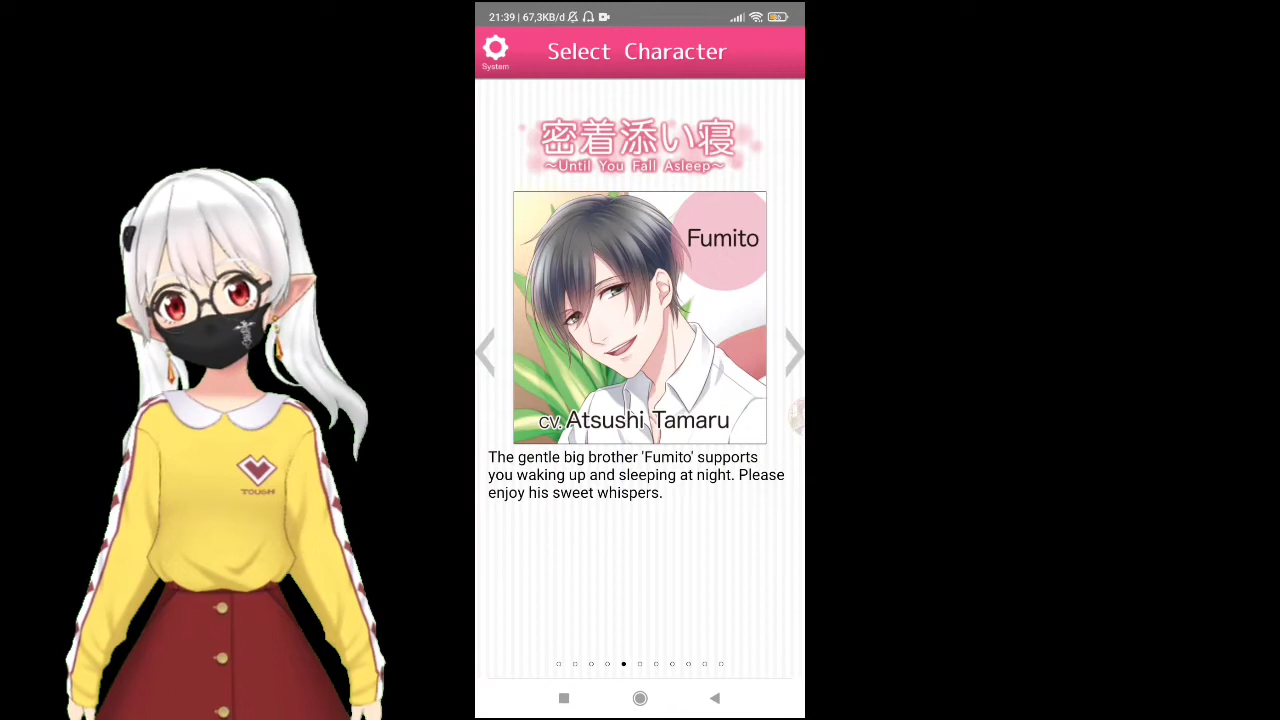 21:39 | 67,3KB/d
System
Select Character
密着添い寝
~Until You Fall Asleep~
Fumito
CV. Atsushi Tamaru
The gentle big brother 'Fumito' supports
you waking up and sleeping at night. Please
enjoy his sweet whispers.
TOUGH